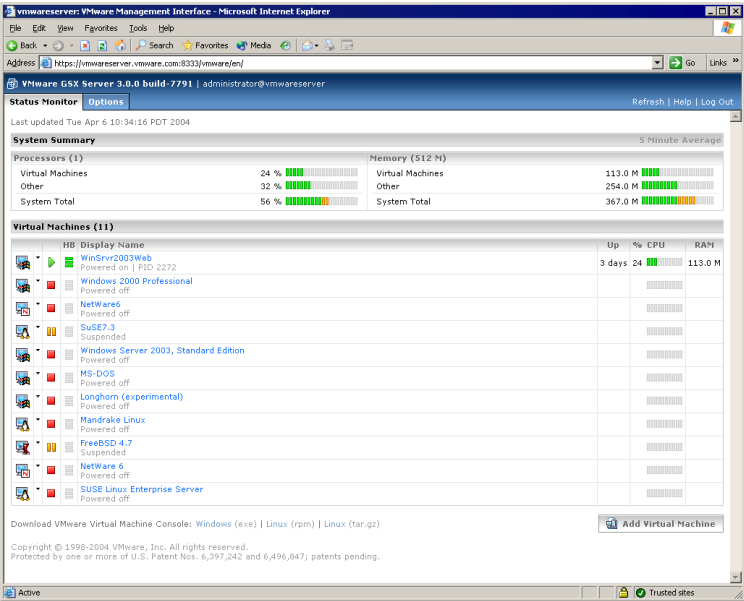 vmwareserver: VMware Management Interface - Microsoft Internet Explorer
File Edit View Favorites Tools Help
Back Search Favorites Media
Address https://vmwareserver.vmware.com:8333/vmware/en/ Go Links »
VMware GSX Server 3.0.0 build-7791 | administrator@vmwareserver
Status Monitor Options Refresh | Help | Log Out
Last updated Tue Apr 6 10:34:16 PDT 2004
System Summary 5 Minute Average
Processors (1) Memory (512 M)
Virtual Machines 24 % Virtual Machines 113.0 M
Other 32 % Other 254.0 M
System Total 56 % System Total 367.0 M
Virtual Machines (11)
HB Display Name Up % CPU RAM
WinSrvr2003Web
Powered on | PID 2272
3 days 24 113.0 M
Windows 2000 Professional
Powered off
NetWare6
Powered off
SuSE7.3
Suspended
Windows Server 2003, Standard Edition
Powered off
MS-DOS
Powered off
Longhorn (experimental)
Powered off
Mandrake Linux
Powered off
FreeBSD 4.7
Suspended
NetWare 6
Powered off
SUSE Linux Enterprise Server
Powered off
Download VMware Virtual Machine Console: Windows (exe) | Linux (rpm) | Linux (tar.gz)
Add Virtual Machine
Copyright © 1998-2004 VMware, Inc. All rights reserved.
Protected by one or more of U.S. Patent Nos. 6,397,242 and 6,496,847; patents pending.
Active Trusted sites